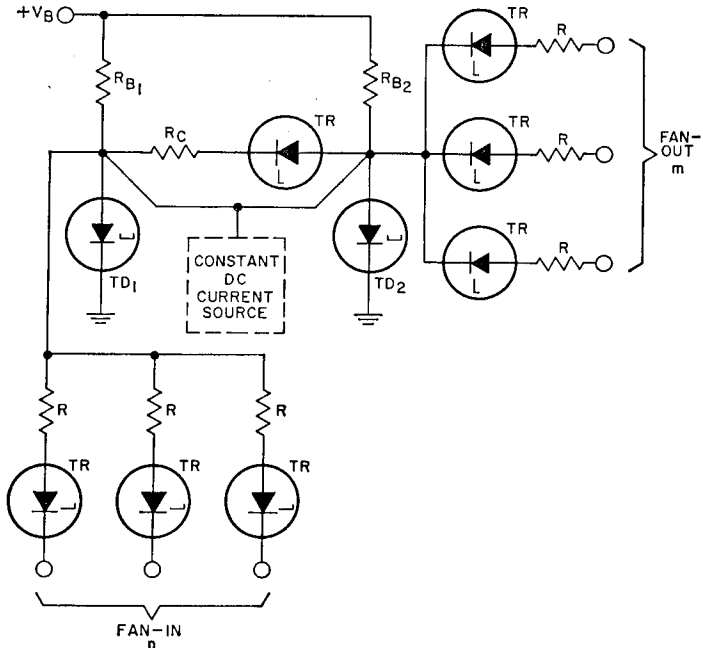 +VB
TR
R
L
RB1
RB2
RC
TR
L
TR
R
L
FAN-
OUT
m
TR
R
L
TD1
L
TD2
L
CONSTANT
DC
CURRENT
SOURCE
R
R
R
TR
TR
TR
L
L
L
FAN-IN
n